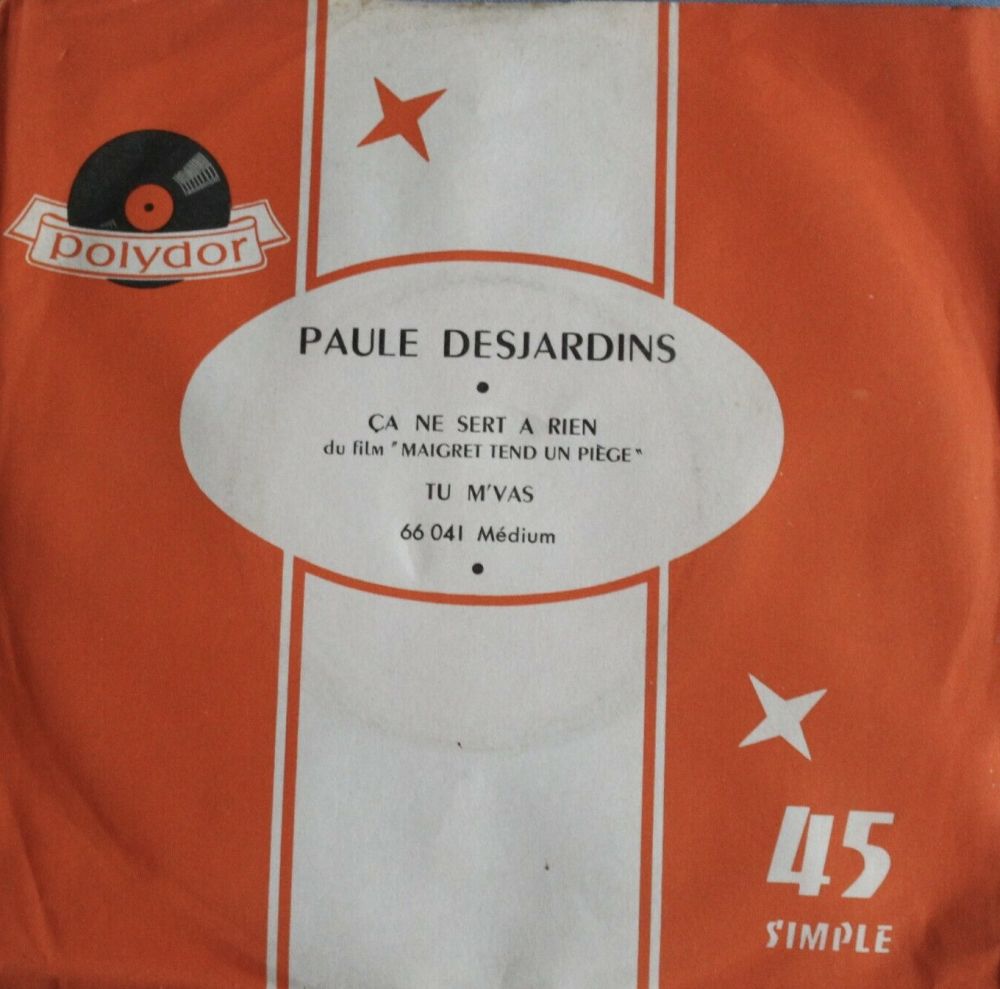 polydor
PAULE DESJARDINS
ÇA NE SERT A RIEN
du film "MAIGRET TEND UN PIÈGE"
TU M'VAS
66 041 Médium
45
SIMPLE